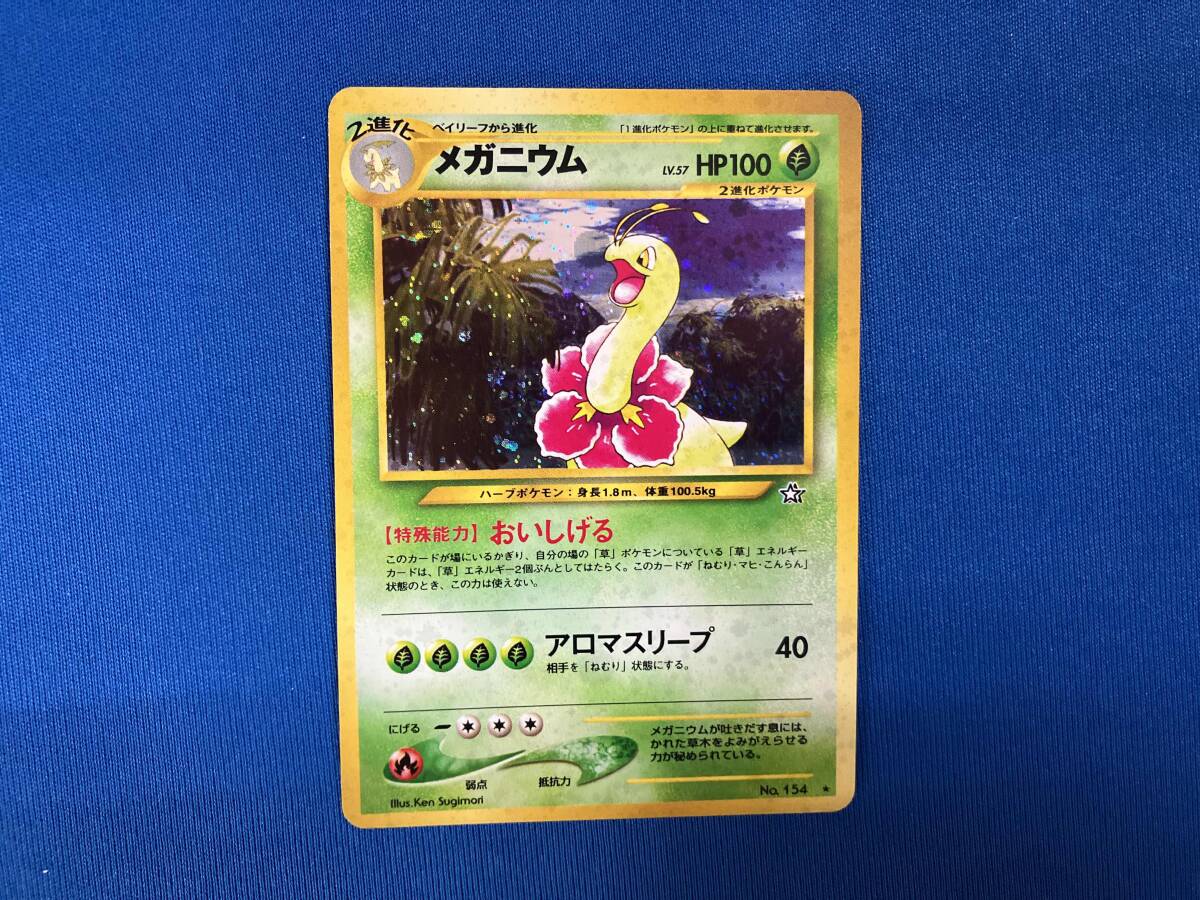 2進化
ベイリーフから進化
「1進化ポケモン」の上に重ねて進化させます。
メガニウム
LV.57 HP100
2進化ポケモン
ハーブポケモン：身長1.8m、体重100.5kg
【特殊能力】おいしげる
このカードが場にいるかぎり、自分の場の「草」ポケモンについている「草」エネルギー
カードは、「草」エネルギー2個ぶんとしてはたらく。このカードが「ねむり・マヒ・こんらん」
状態のとき、この力は使えない。
アロマスリープ 40
相手を「ねむり」状態にする。
にげる
弱点
抵抗力
メガニウムが吐きだす息には、
かれた草木をよみがえらせる
力が秘められている。
Illus.Ken Sugimori
No. 154 ★